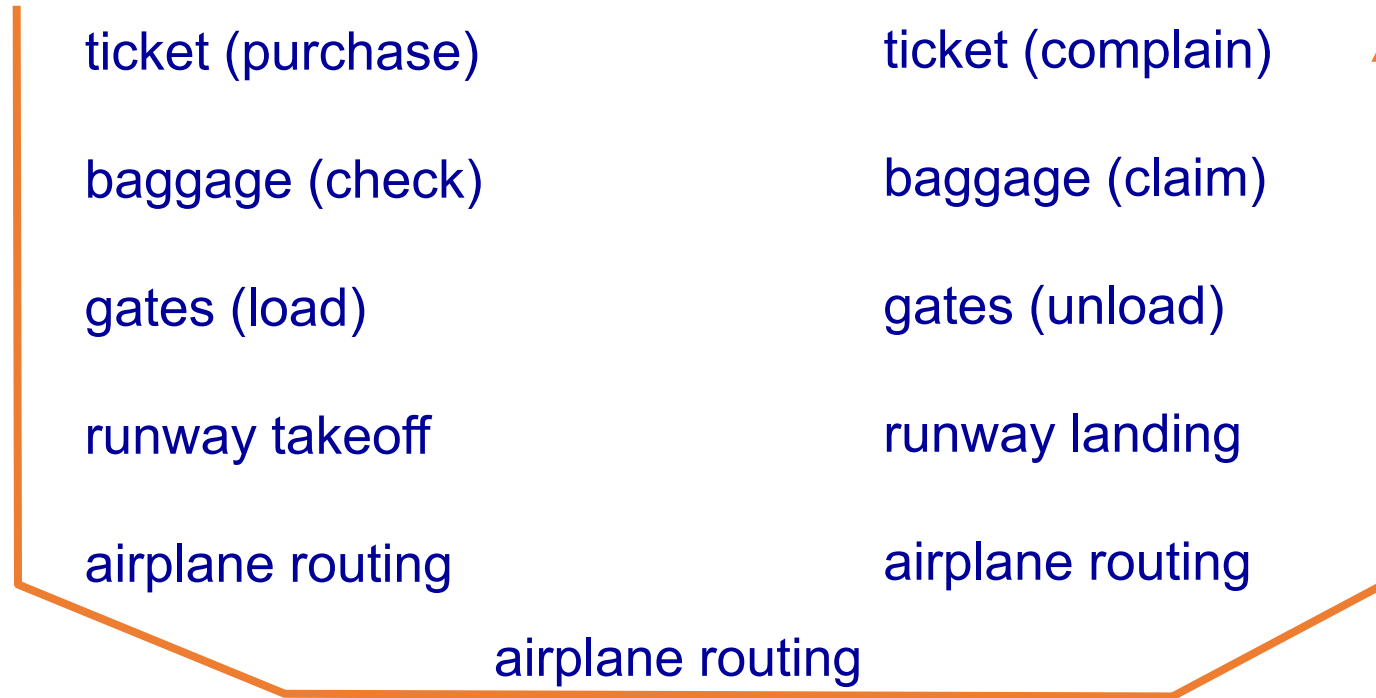 ticket (purchase)
baggage (check)
gates (load)
runway takeoff
airplane routing
ticket (complain)
baggage (claim)
gates (unload)
runway landing
airplane routing
airplane routing